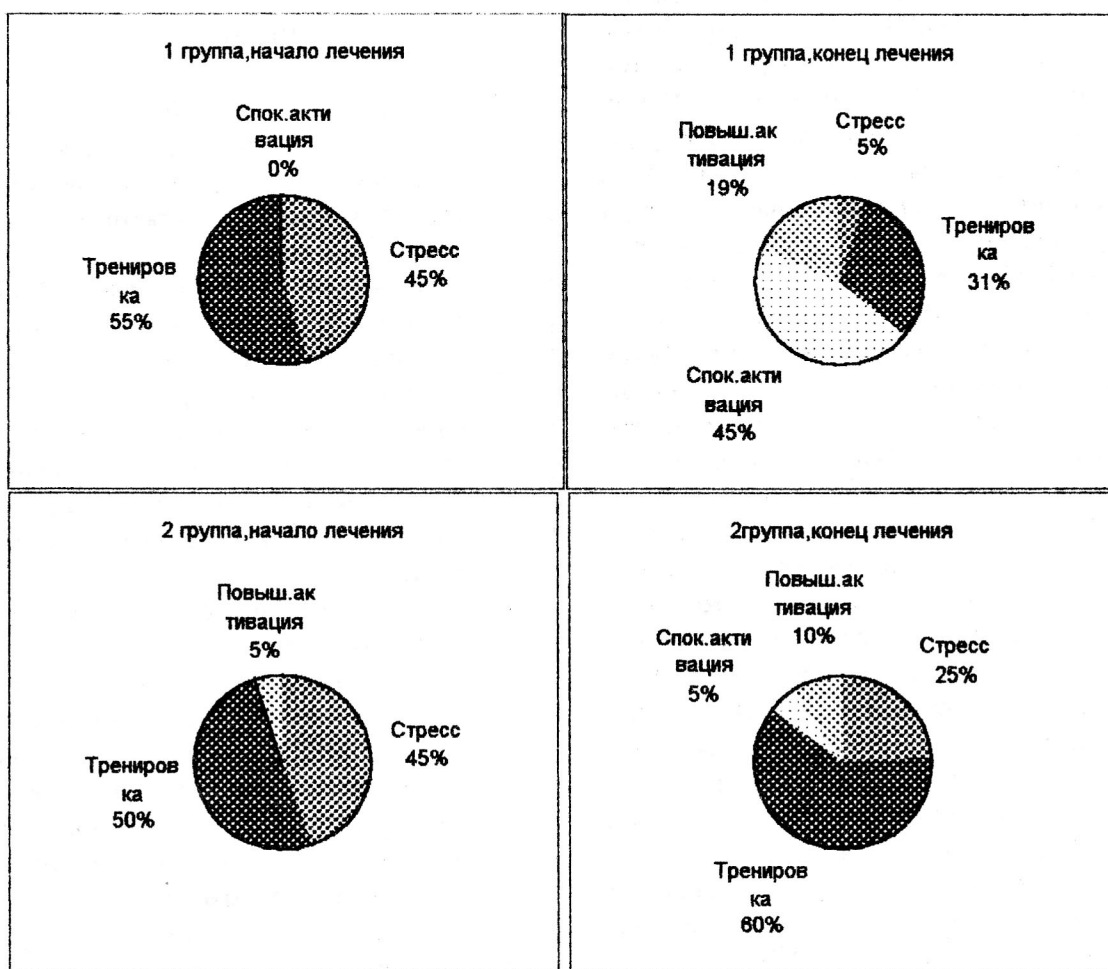 1 группа,начало лечения
Спок.акти
вация
0%
Трениров
ка
55%
Стресс
45%
1 группа,конец лечения
Повыш.ак
тивация
19%
Стресс
5%
Трениров
ка
31%
Спок.акти
вация
45%
2 группа,начало лечения
Повыш.ак
тивация
5%
Трениров
ка
50%
Стресс
45%
2группа,конец лечения
Повыш.ак
тивация
10%
Спок.акти
вация
5%
Стресс
25%
Трениров
ка
60%